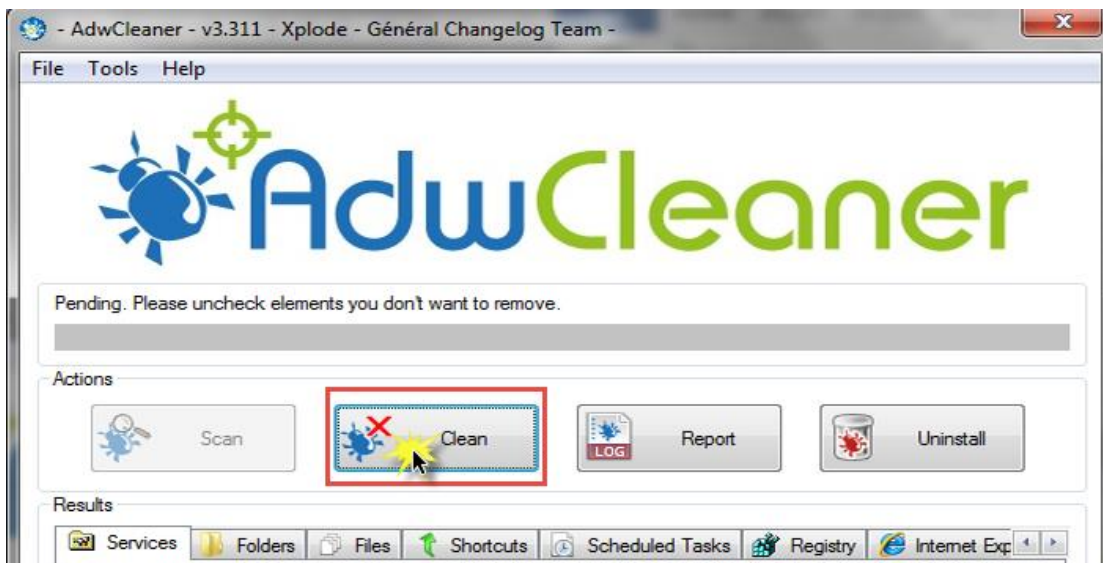 - AdwCleaner - v3.311 - Xplode - Général Changelog Team -
File Tools Help
AdwCleaner
Pending. Please uncheck elements you don't want to remove.
Actions
Scan Clean LOG Report Uninstall
Results
Services Folders Files Shortcuts Scheduled Tasks Registry Internet Exp